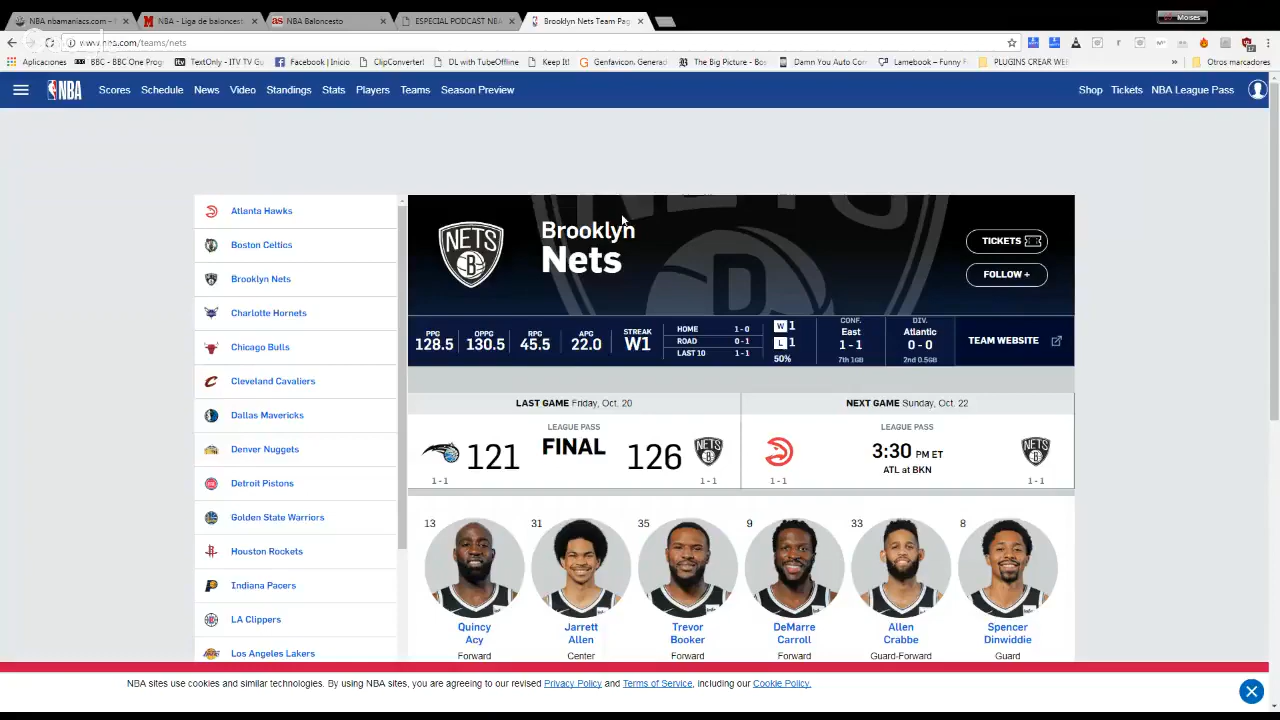 NBA nbamaniacs.com –
NBA - Liga de baloncest
NBA Baloncesto
ESPECIAL PODCAST NBA
Brooklyn Nets Team Pag
Moises
www.nba.com/teams/nets
Aplicaciones
BBC - BBC One Prog
TextOnly - ITV TV Gu
Facebook | Inicio
ClipConverter!
DL with TubeOffline
Keep It!
Genfavicon. Generad
The Big Picture - Bos
Damn You Auto Corr
Lamebook – Funny F
PLUGINS CREAR WEB
Otros marcadores
NBA
Scores
Schedule
News
Video
Standings
Stats
Players
Teams
Season Preview
Shop
Tickets
NBA League Pass
Atlanta Hawks
Boston Celtics
Brooklyn Nets
Charlotte Hornets
Chicago Bulls
Cleveland Cavaliers
Dallas Mavericks
Denver Nuggets
Detroit Pistons
Golden State Warriors
Houston Rockets
Indiana Pacers
LA Clippers
Los Angeles Lakers
NETS
B
Brooklyn
Nets
TICKETS
FOLLOW +
PPG
128.5
OPPG
130.5
RPG
45.5
APG
22.0
STREAK
W1
HOME 1-0
ROAD 0-1
LAST 10 1-1
W 1
L 1
50%
CONF.
East
1 - 1
7th 1GB
DIV.
Atlantic
0 - 0
2nd 0.5GB
TEAM WEBSITE
LAST GAME Friday, Oct. 20
LEAGUE PASS
121 FINAL 126
1 - 1
1 - 1
NEXT GAME Sunday, Oct. 22
LEAGUE PASS
3:30 PM ET
ATL at BKN
1 - 1
1 - 1
13
Quincy
Acy
Forward
31
Jarrett
Allen
Center
35
Trevor
Booker
Forward
9
DeMarre
Carroll
Forward
33
Allen
Crabbe
Guard-Forward
8
Spencer
Dinwiddie
Guard
NBA sites use cookies and similar technologies. By using NBA sites, you are agreeing to our revised Privacy Policy and Terms of Service, including our Cookie Policy.